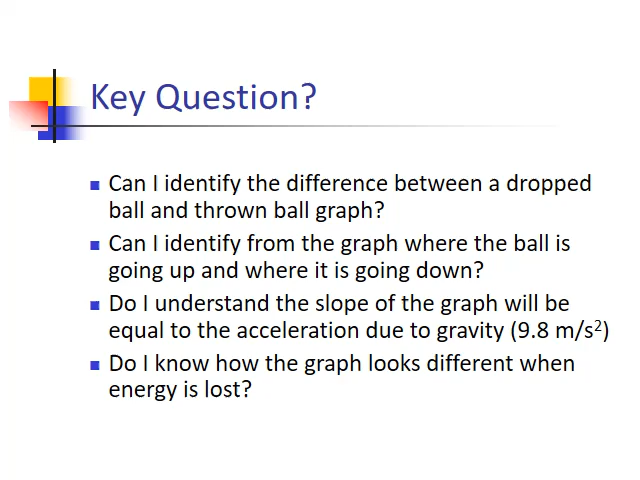 Key Question?
Can I identify the difference between a dropped
ball and thrown ball graph?
Can I identify from the graph where the ball is
going up and where it is going down?
Do I understand the slope of the graph will be
equal to the acceleration due to gravity (9.8 m/s²)
Do I know how the graph looks different when
energy is lost?